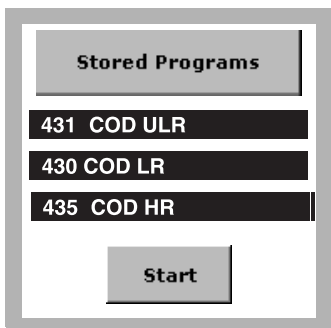 Stored Programs
431 COD ULR
430 COD LR
435 COD HR
Start